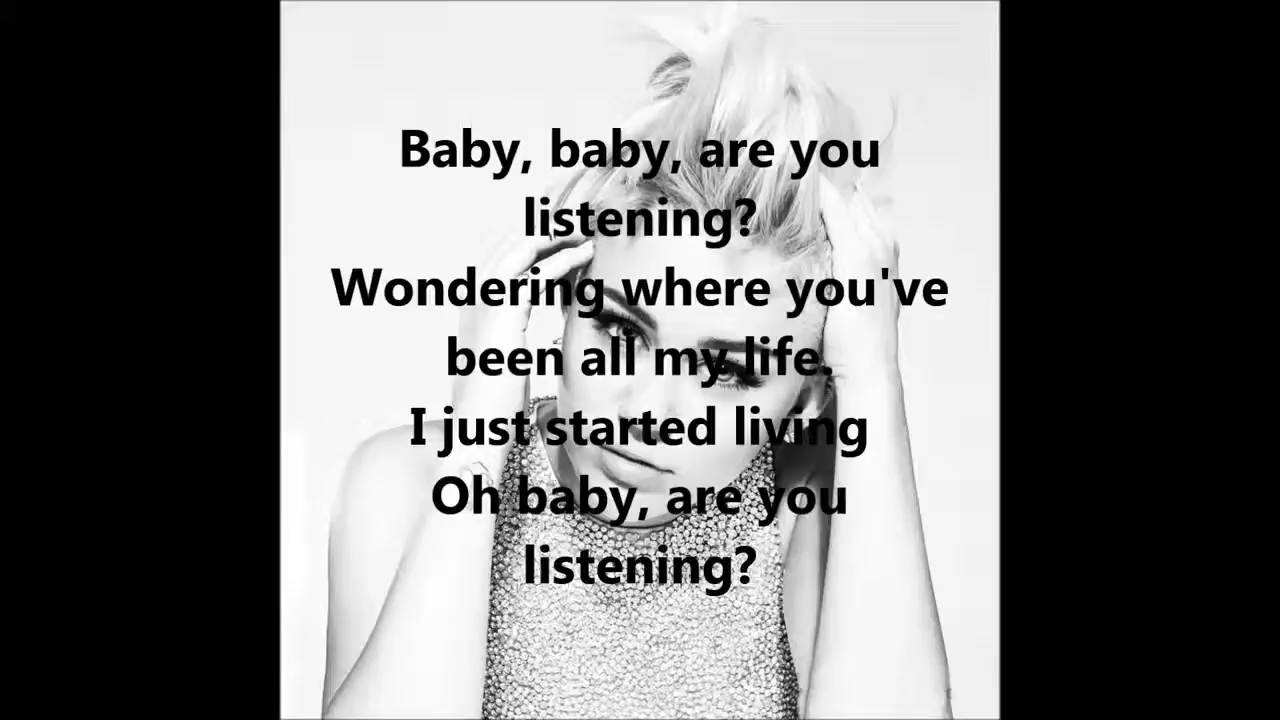 Baby, baby, are you
listening?
Wondering where you've
been all my life.
I just started living
Oh baby, are you
listening?